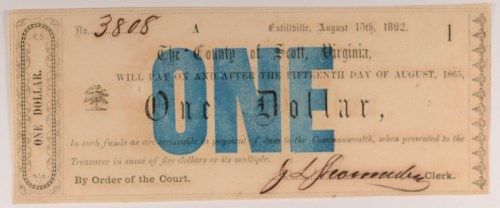 No. 3808 A Estillville, August 15th, 1862. 1
The County of Scott, Virginia,
WILL PAY ON AND AFTER THE FIFTEENTH DAY OF AUGUST, 1865,
ONE
One Dollar,
ONE DOLLAR.
In such funds as are receivable in payment of dues to the Commonwealth, when presented to the
Treasurer in sums of five dollars or its multiple.
By Order of the Court. Clerk.